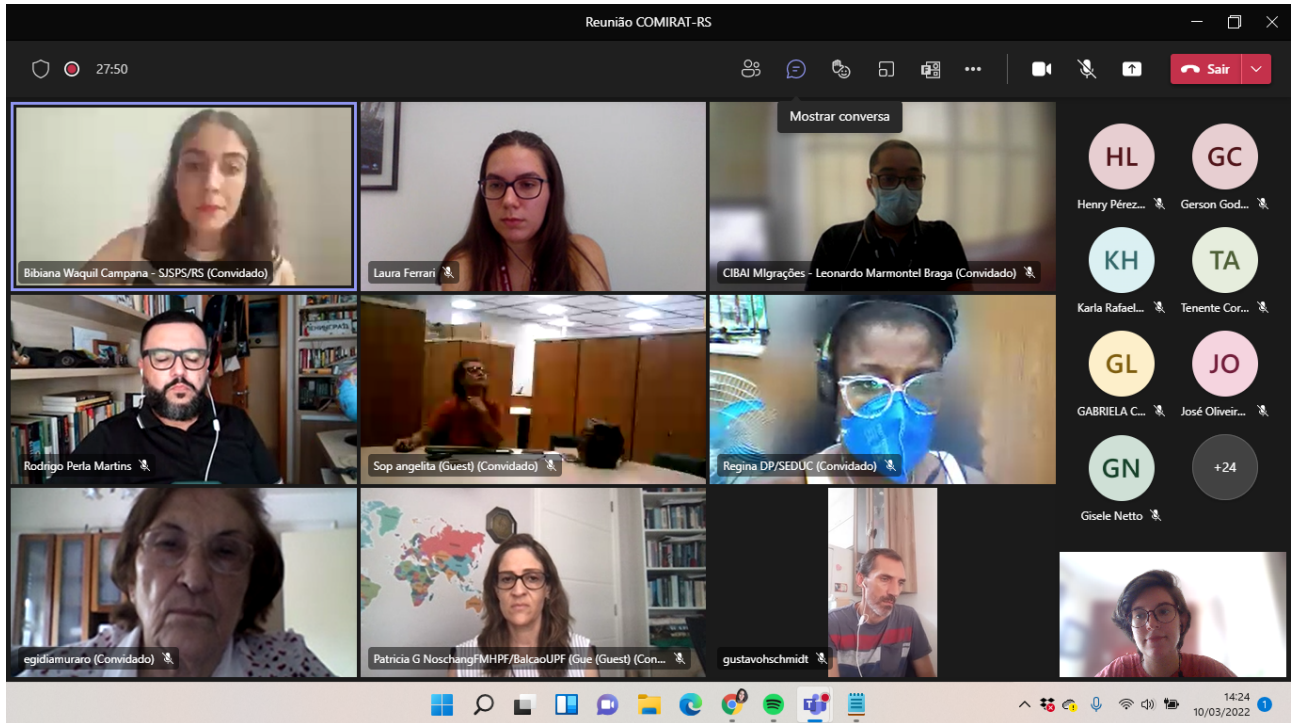 Reunião COMIRAT-RS
27:50
Sair
Mostrar conversa
Bibiana Waquil Campana - SJSPS/RS (Convidado)
Laura Ferrari
CIBAI MIgrações - Leonardo Marmontel Braga (Convidado)
HL
GC
Henry Pérez...
Gerson God...
KH
TA
Karla Rafael...
Tenente Cor...
Rodrigo Perla Martins
Sop angelita (Guest) (Convidado)
Regina DP/SEDUC (Convidado)
GL
JO
GABRIELA C...
José Oliveir...
GN
+24
Gisele Netto
egidiamuraro (Convidado)
Patricia G NoschangFMHPF/BalcaoUPF (Gue (Guest) (Con...
gustavohschmidt
14:24
10/03/2022
1